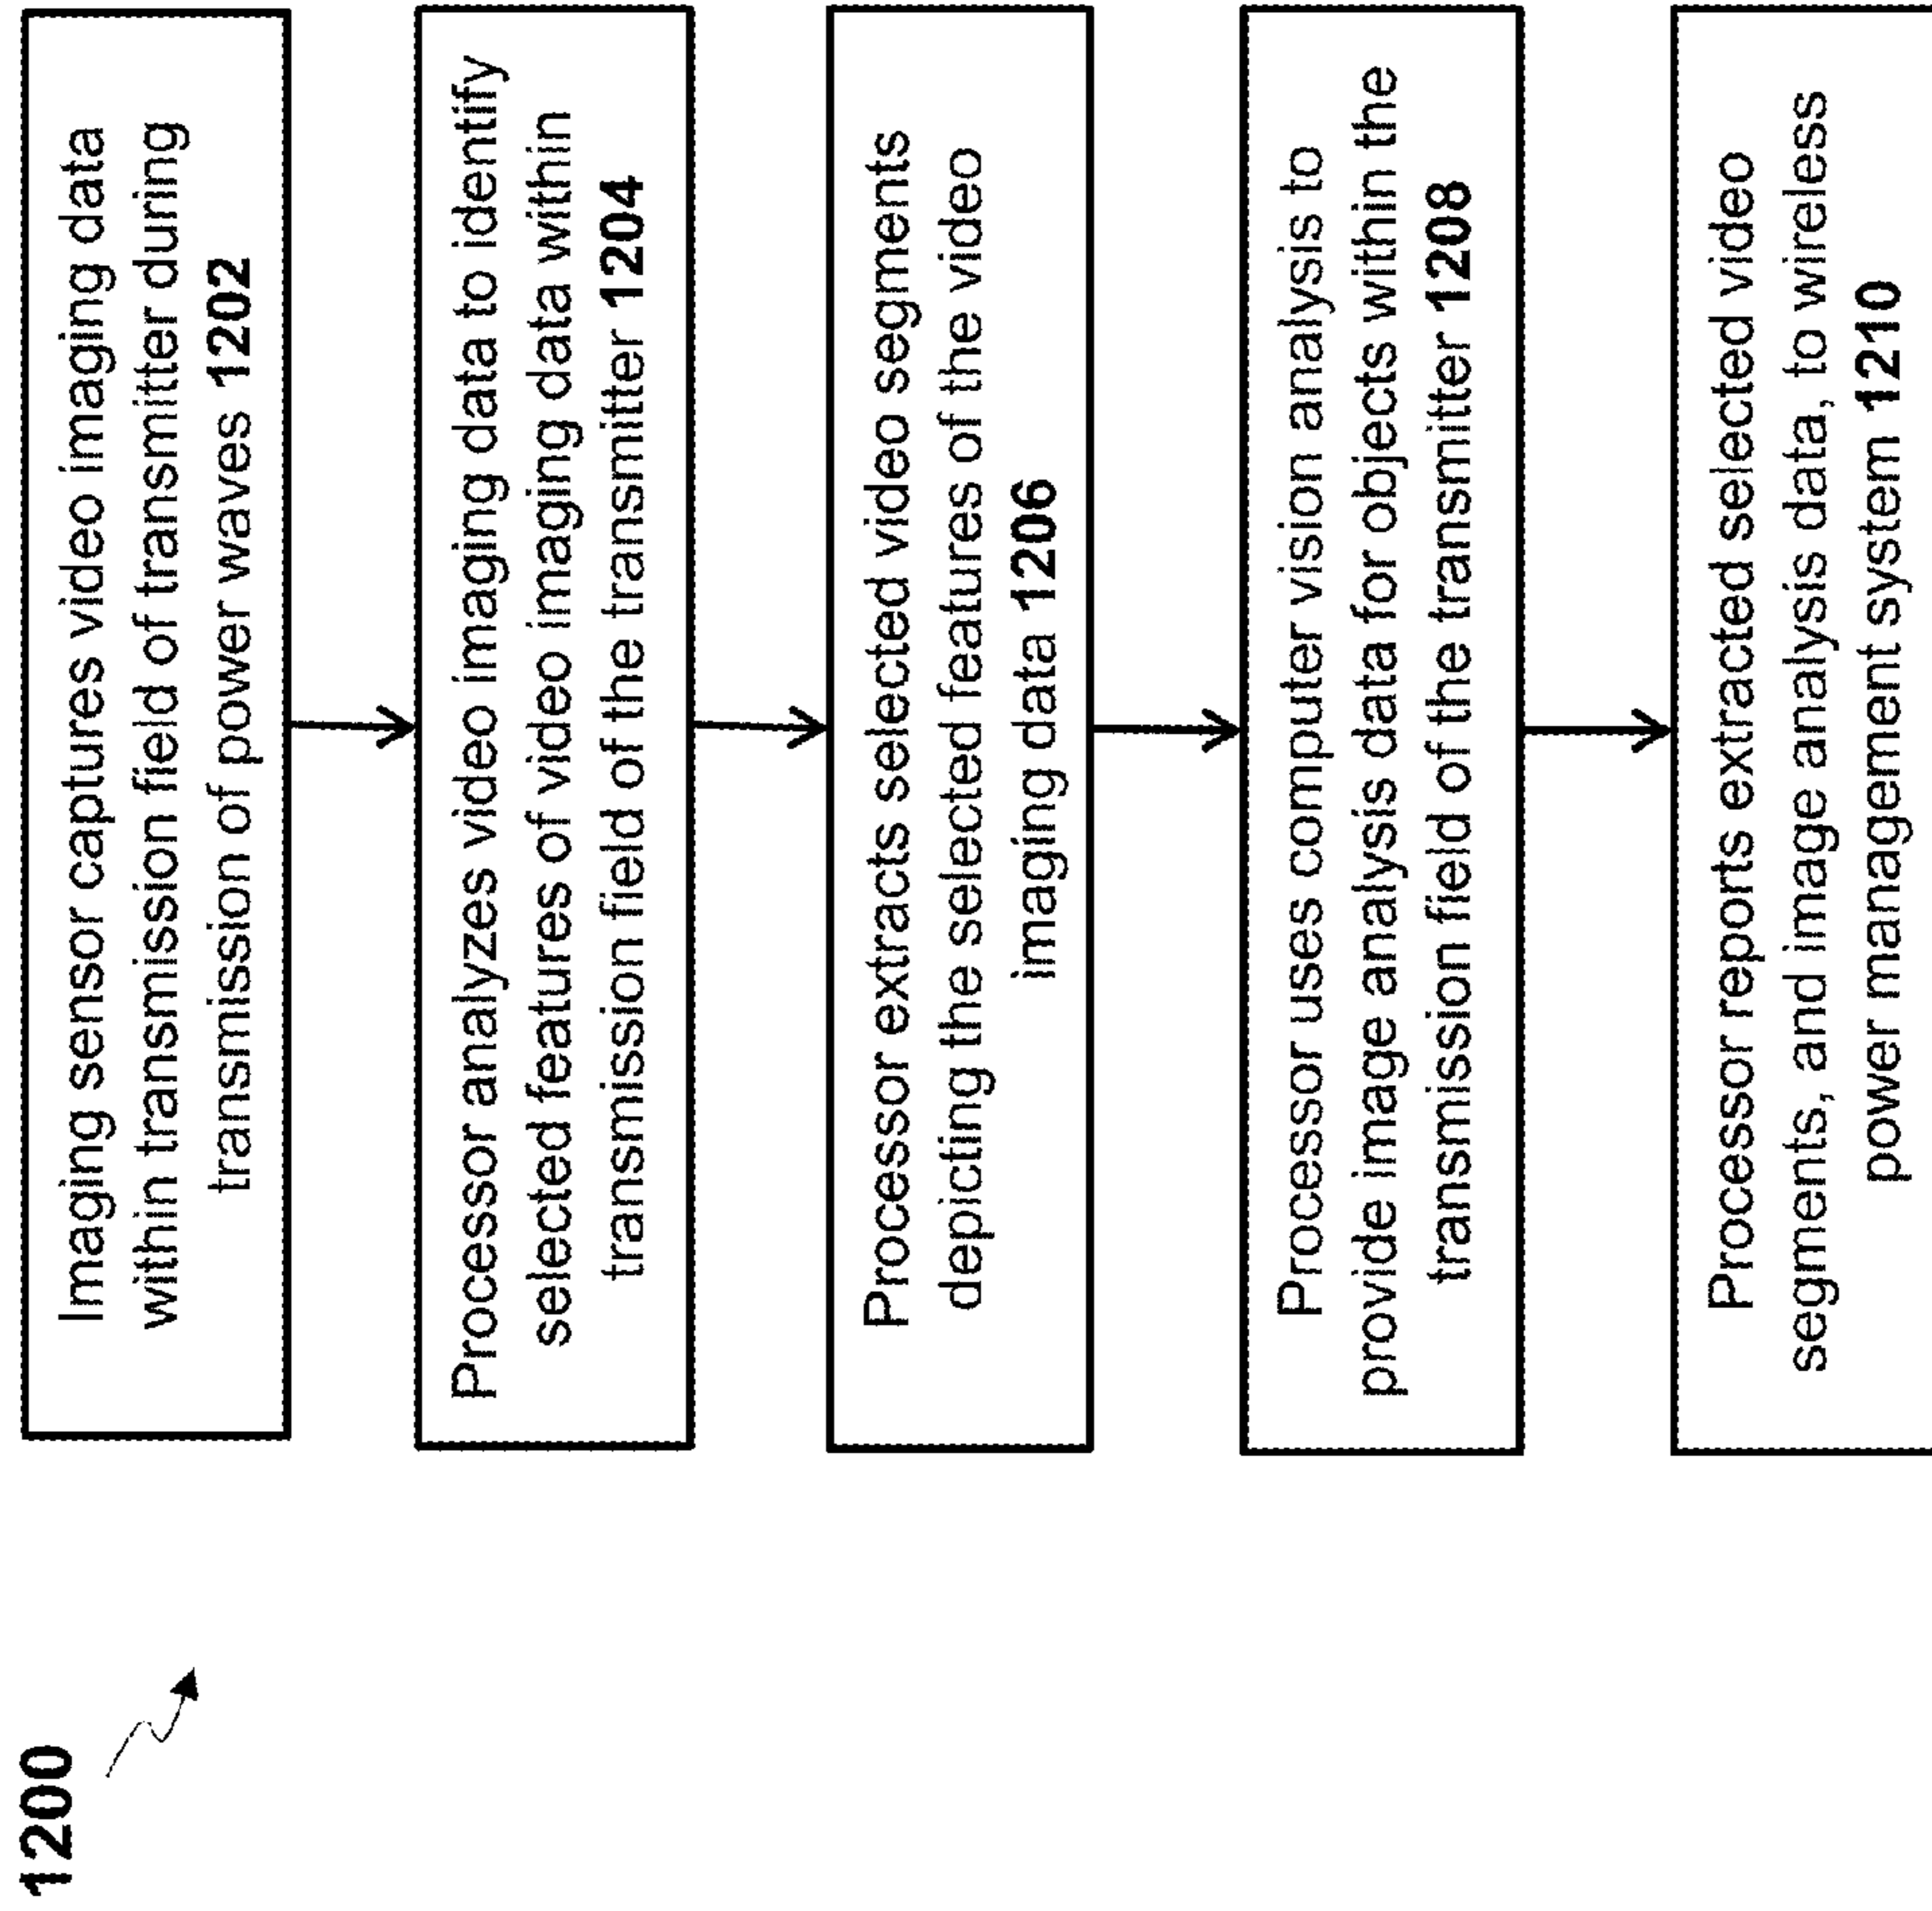 1200
Imaging sensor captures video imaging data
within transmission field of transmitter during
transmission of power waves 1202
Processor analyzes video imaging data to identify
selected features of video imaging data within
transmission field of the transmitter 1204
Processor extracts selected video segments
depicting the selected features of the video
imaging data 1206
Processor uses computer vision analysis to
provide image analysis data for objects within the
transmission field of the transmitter 1208
Processor reports extracted selected video
segments, and image analysis data, to wireless
power management system 1210